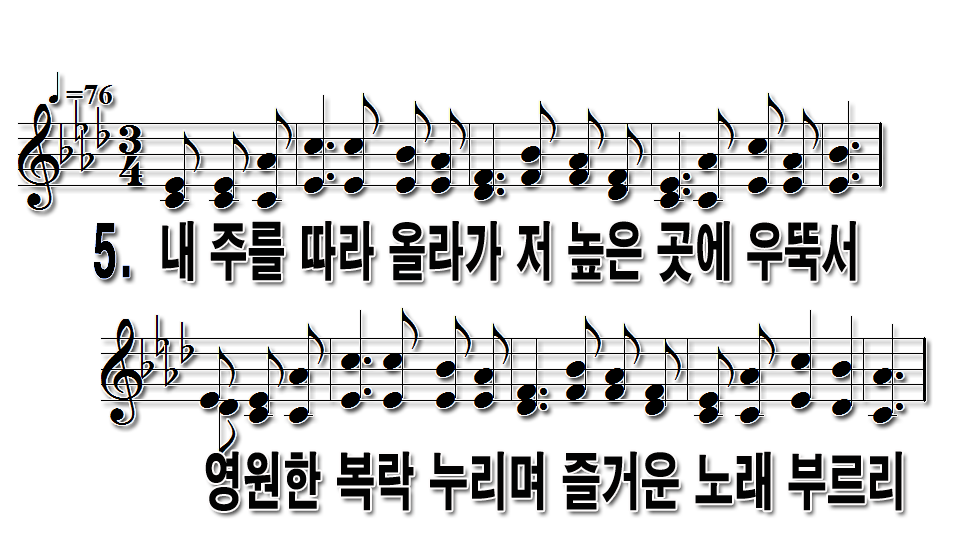 =76
3
4
5. 내 주를 따라 올라가 저 높은 곳에 우뚝서
영원한 복락 누리며 즐거운 노래 부르리